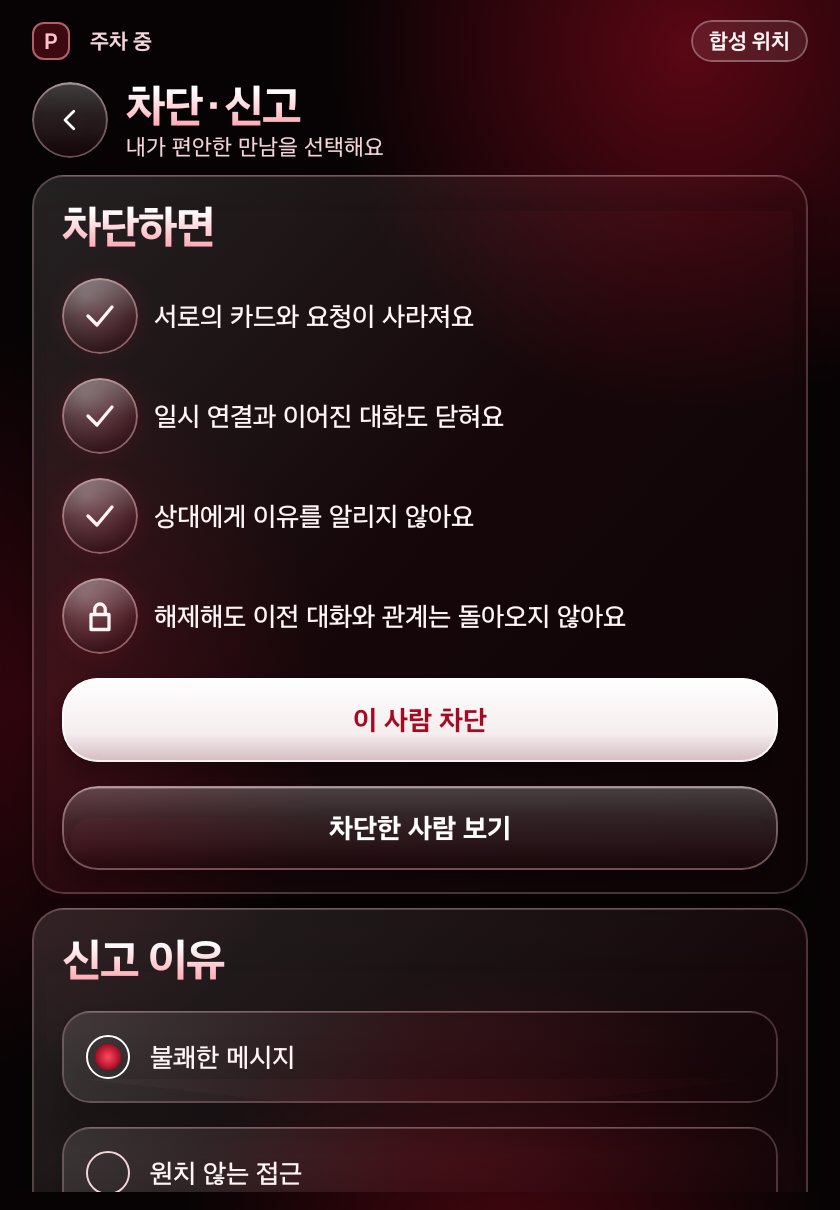 P 주차 중 합성 위치
차단·신고
내가 편안한 만남을 선택해요
차단하면
서로의 카드와 요청이 사라져요
일시 연결과 이어진 대화도 닫혀요
상대에게 이유를 알리지 않아요
해제해도 이전 대화와 관계는 돌아오지 않아요
이 사람 차단
차단한 사람 보기
신고 이유
불쾌한 메시지
원치 않는 접근